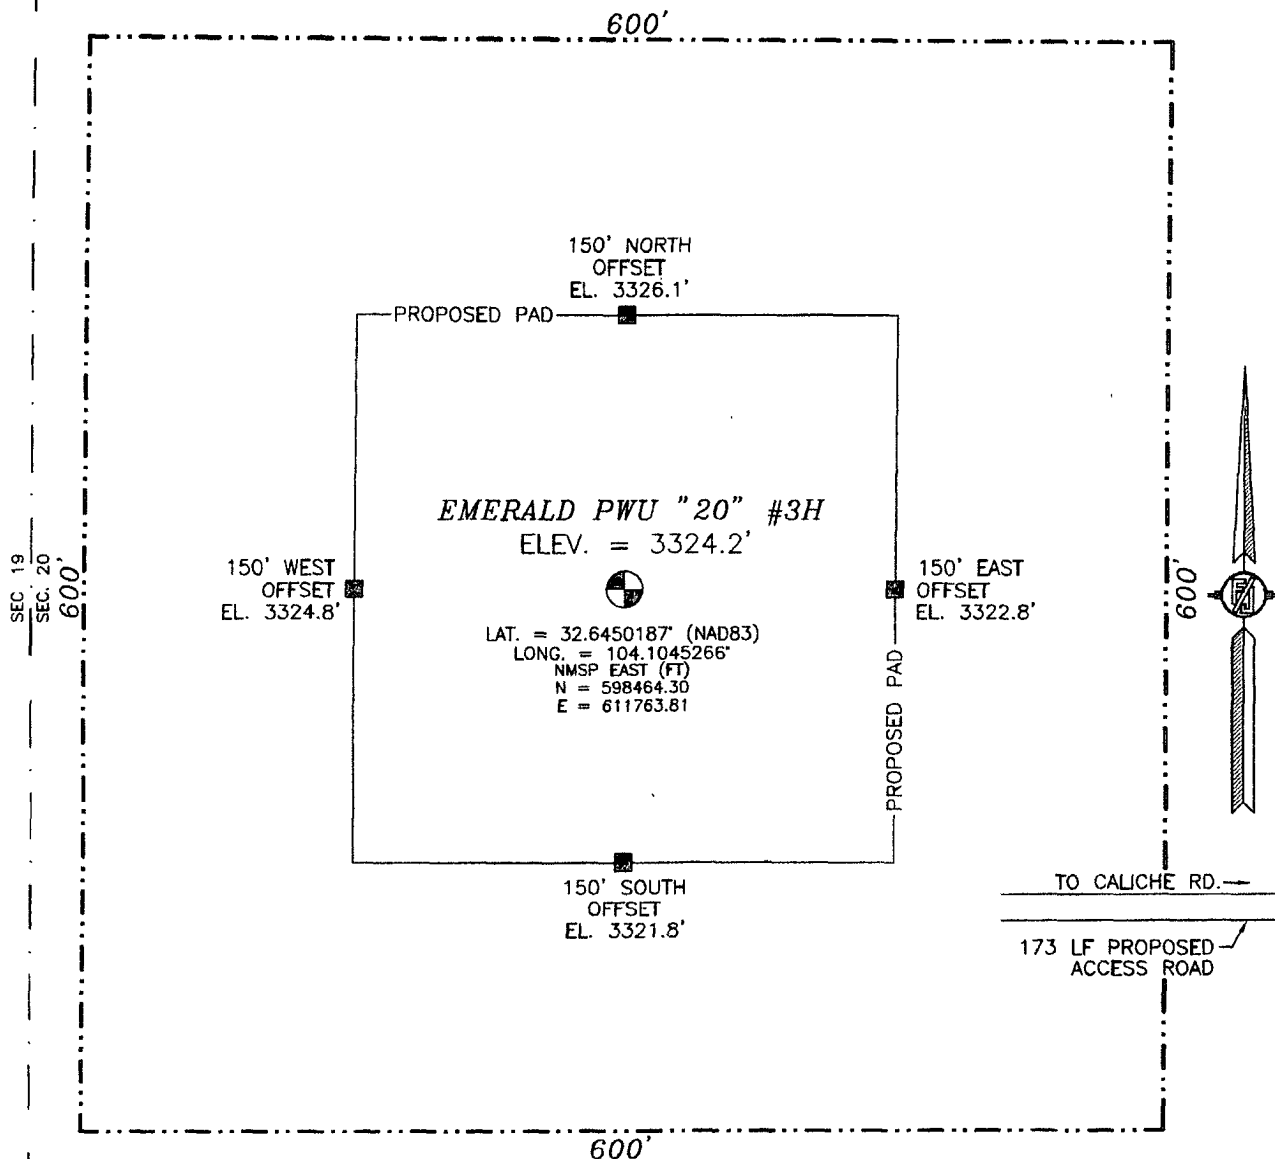 600'
150' NORTH
OFFSET
EL. 3326.1'
PROPOSED PAD
EMERALD PWU "20" #3H
ELEV. = 3324.2'
150' WEST
OFFSET
EL. 3324.8'
150' EAST
OFFSET
EL. 3322.8'
SEC. 19
SEC. 20
600'
600'
LAT. = 32.6450187° (NAD83)
LONG. = 104.1045266°
NMSP EAST (FT)
N = 598464.30
E = 611763.81
PROPOSED PAD
150' SOUTH
OFFSET
EL. 3321.8'
TO CALICHE RD.
173 LF PROPOSED
ACCESS ROAD
600'